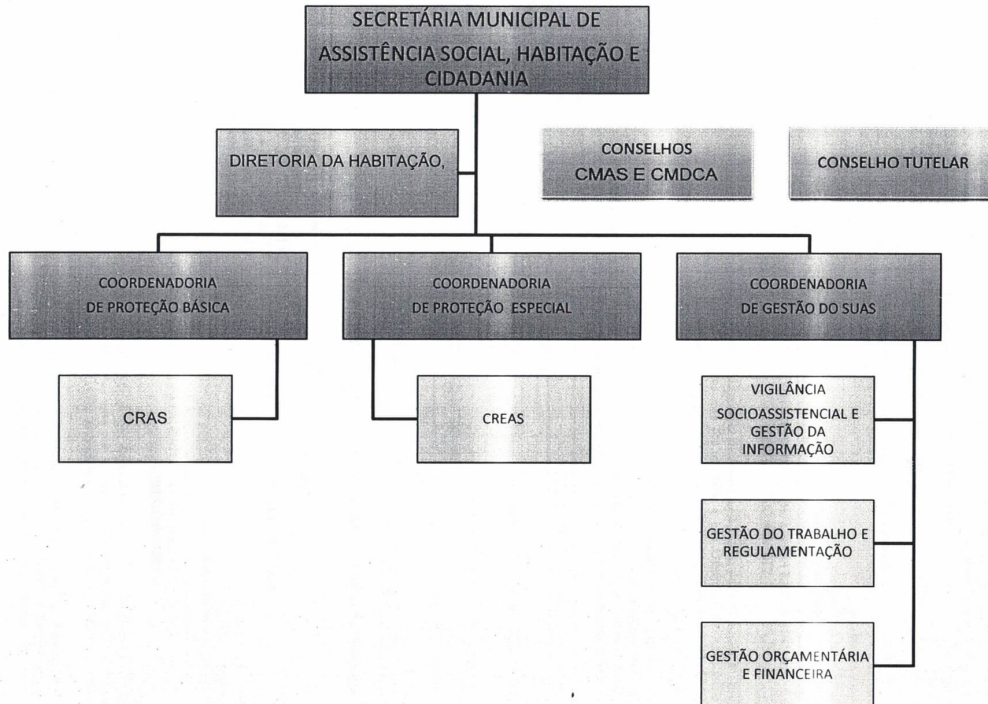 SECRETÁRIA MUNICIPAL DE
ASSISTÊNCIA SOCIAL, HABITAÇÃO E
CIDADANIA
DIRETORIA DA HABITAÇÃO,
CONSELHOS
CMAS E CMDCA
CONSELHO TUTELAR
COORDENADORIA
DE PROTEÇÃO BÁSICA
COORDENADORIA
DE PROTEÇÃO ESPECIAL
COORDENADORIA
DE GESTÃO DO SUAS
CRAS
CREAS
VIGILÂNCIA
SOCIOASSISTENCIAL E
GESTÃO DA
INFORMAÇÃO
GESTÃO DO TRABALHO E
REGULAMENTAÇÃO
GESTÃO ORÇAMENTÁRIA
E FINANCEIRA